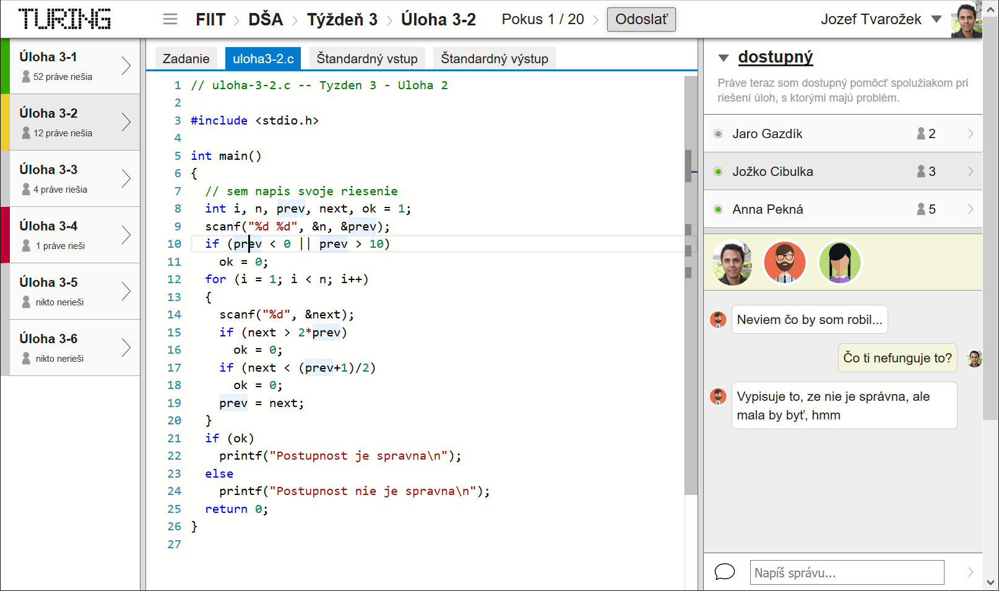 TURING
FIIT > DŠA > Týždeň 3 > Úloha 3-2 Pokus 1 / 20 > Odoslať
Jozef Tvarožek
Úloha 3-1
52 práve riešia
Úloha 3-2
12 práve riešia
Úloha 3-3
4 práve riešia
Úloha 3-4
1 práve rieši
Úloha 3-5
nikto nerieši
Úloha 3-6
nikto nerieši
Zadanie uloha3-2.c Štandardný vstup Štandardný výstup
1 // uloha-3-2.c -- Tyzden 3 - Uloha 2
2
3 #include <stdio.h>
4
5 int main()
6 {
7   // sem napis svoje riesenie
8   int i, n, prev, next, ok = 1;
9   scanf("%d %d", &n, &prev);
10   if (prev < 0 || prev > 10)
11     ok = 0;
12   for (i = 1; i < n; i++)
13   {
14     scanf("%d", &next);
15     if (next > 2*prev)
16       ok = 0;
17     if (next < (prev+1)/2)
18       ok = 0;
19     prev = next;
20   }
21   if (ok)
22     printf("Postupnost je spravna\n");
23   else
24     printf("Postupnost nie je spravna\n");
25   return 0;
26 }
27
dostupný
Práve teraz som dostupný pomôcť spolužiakom pri
riešení úloh, s ktorými majú problém.
Jaro Gazdík 2
Jožko Cibulka 3
Anna Pekná 5
Neviem čo by som robil...
Čo ti nefunguje to?
Vypisuje to, ze nie je správna, ale
mala by byť, hmm
Napíš správu...